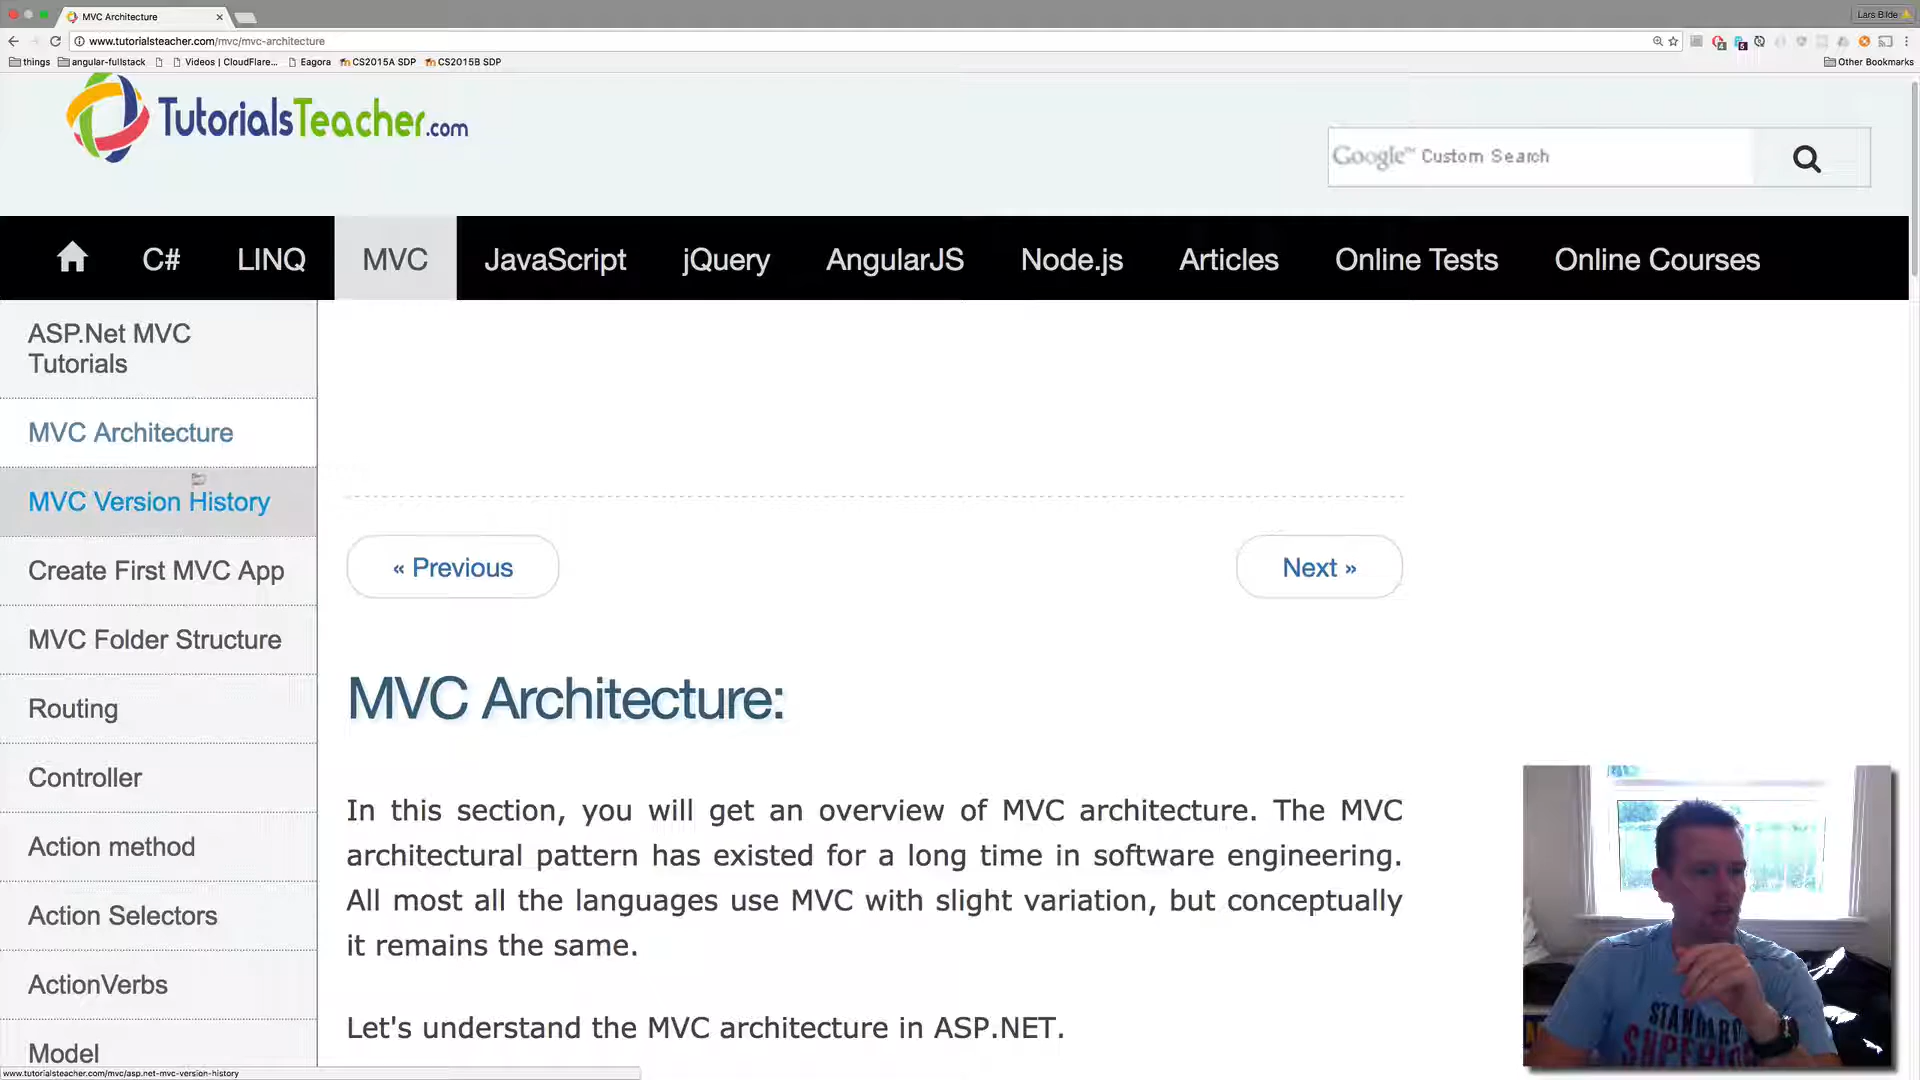 MVC Architecture
Lars Bilde
www.tutorialsteacher.com/mvc/mvc-architecture
things
angular-fullstack
Videos | CloudFlare...
Eagora
CS2015A SDP
CS2015B SDP
Other Bookmarks
TutorialsTeacher.com
Google™ Custom Search
C#
LINQ
MVC
JavaScript
jQuery
AngularJS
Node.js
Articles
Online Tests
Online Courses
ASP.Net MVC
Tutorials
MVC Architecture
MVC Version History
Create First MVC App
MVC Folder Structure
Routing
Controller
Action method
Action Selectors
ActionVerbs
Model
« Previous
Next »
MVC Architecture:
In this section, you will get an overview of MVC architecture. The MVC
architectural pattern has existed for a long time in software engineering.
All most all the languages use MVC with slight variation, but conceptually
it remains the same.
Let's understand the MVC architecture in ASP.NET.
STANDARD
SUPERIOR
www.tutorialsteacher.com/mvc/asp.net-mvc-version-history